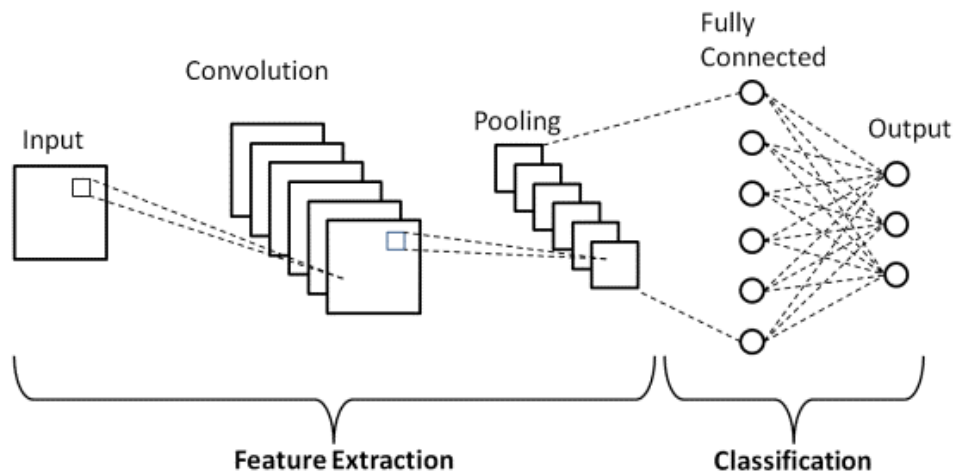 Input
Convolution
Pooling
Fully
Connected
Output
Feature Extraction
Classification